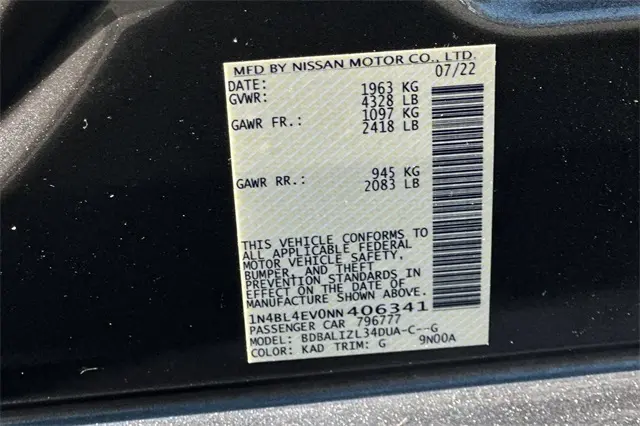 MFD BY NISSAN MOTOR CO., LTD.
DATE: 07/22
GVWR: 1963 KG
4328 LB
GAWR FR.: 1097 KG
2418 LB
GAWR RR.: 945 KG
2083 LB
THIS VEHICLE CONFORMS TO
ALL APPLICABLE FEDERAL
MOTOR VEHICLE SAFETY,
BUMPER, AND THEFT
PREVENTION STANDARDS IN
EFFECT ON THE DATE OF
MANUFACTURE SHOWN ABOVE.
1N4BL4EV0NN406341
PASSENGER CAR 796777
MODEL: BDBALIZL34DUA-C--G
COLOR: KAD TRIM: G 9N00A